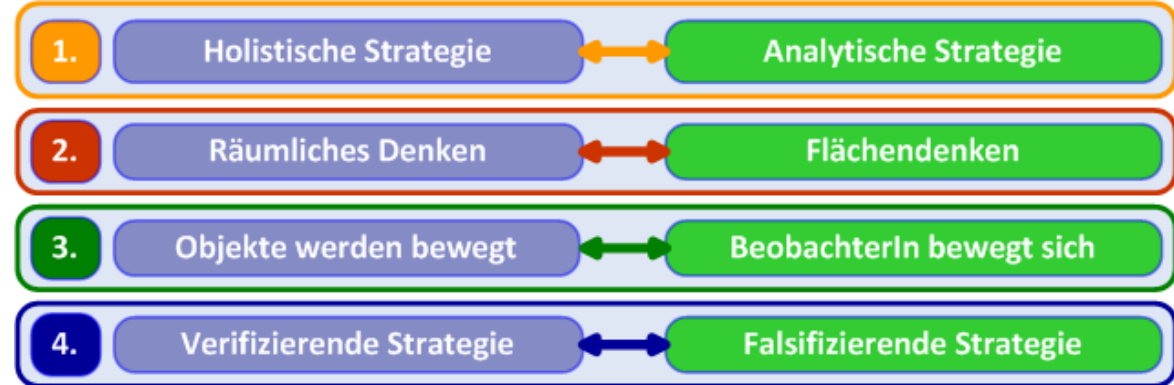 1. Holistische Strategie Analytische Strategie
2. Räumliches Denken Flächendenken
3. Objekte werden bewegt BeobachterIn bewegt sich
4. Verifizierende Strategie Falsifizierende Strategie